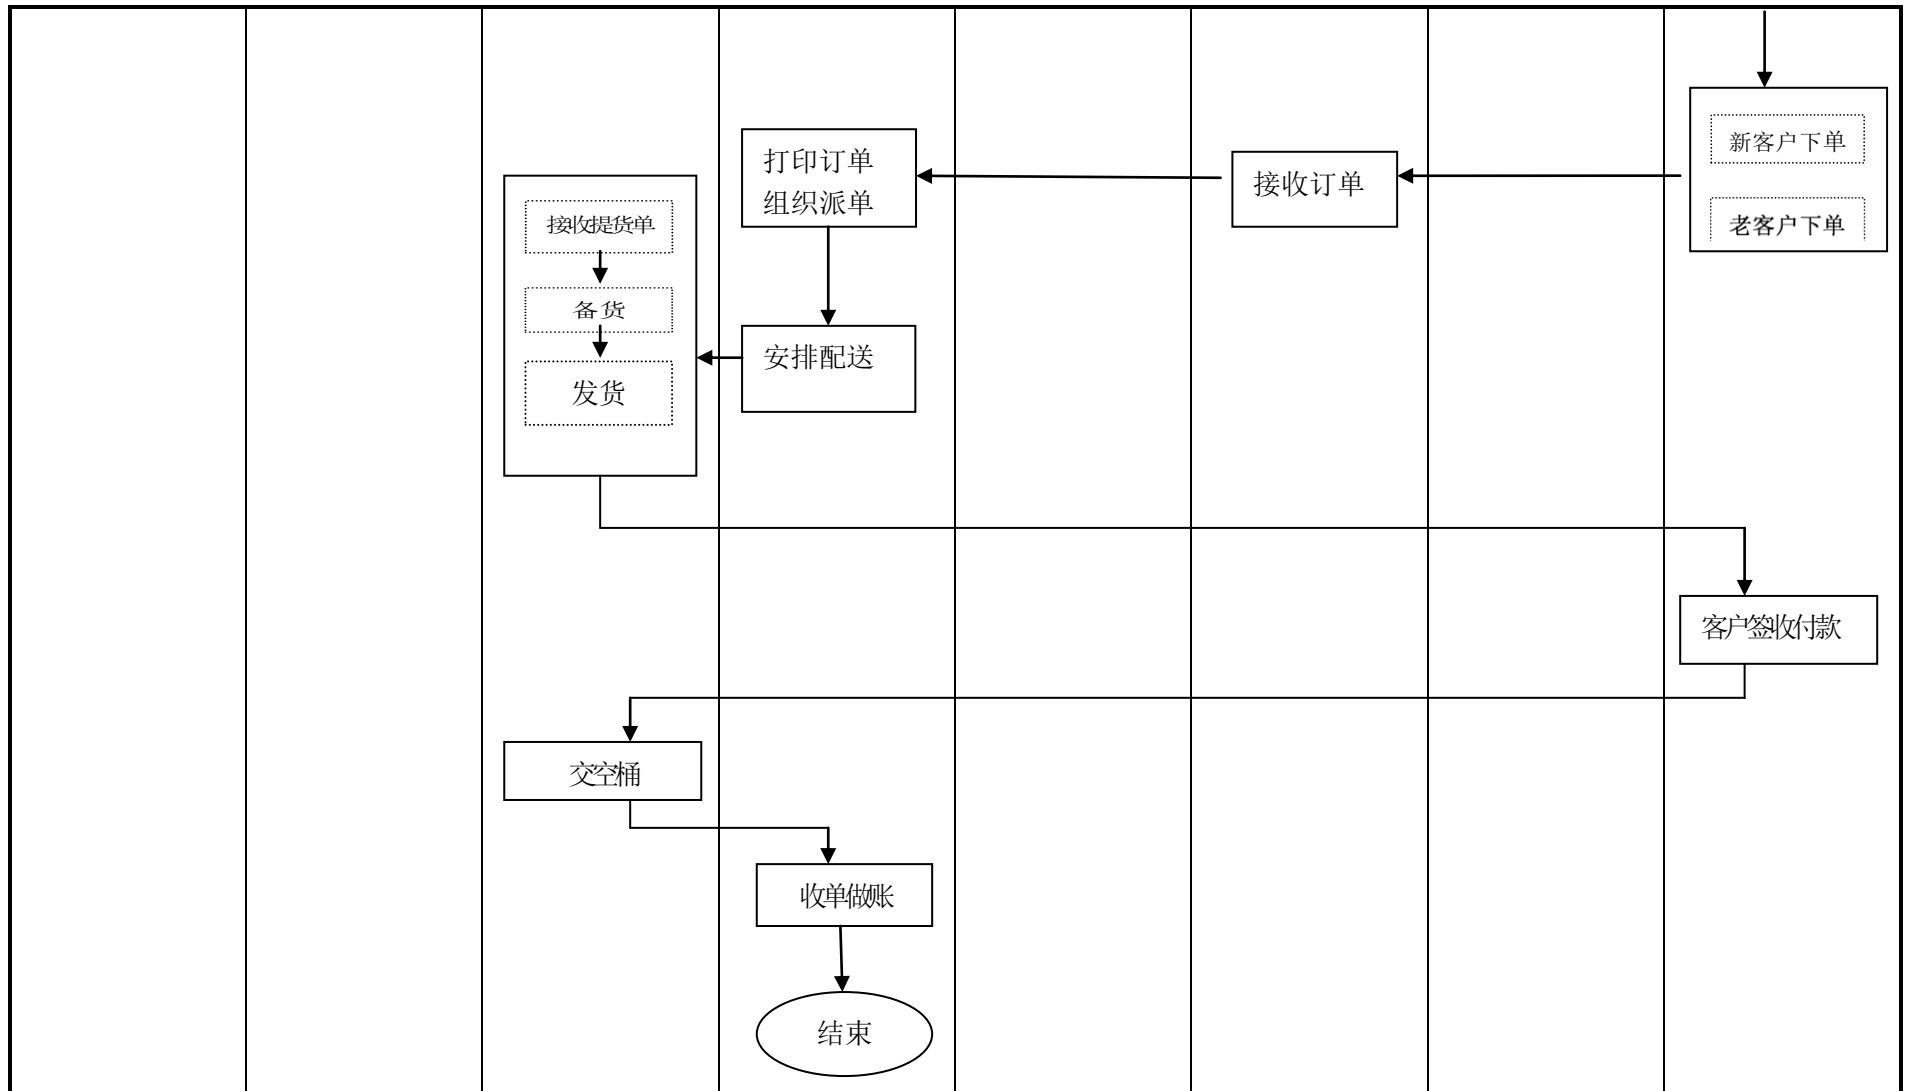 新客户下单
老客户下单
接收订单
打印订单
组织派单
安排配送
接收提货单
备货
发货
客户签收付款
交空桶
收单做账
结束